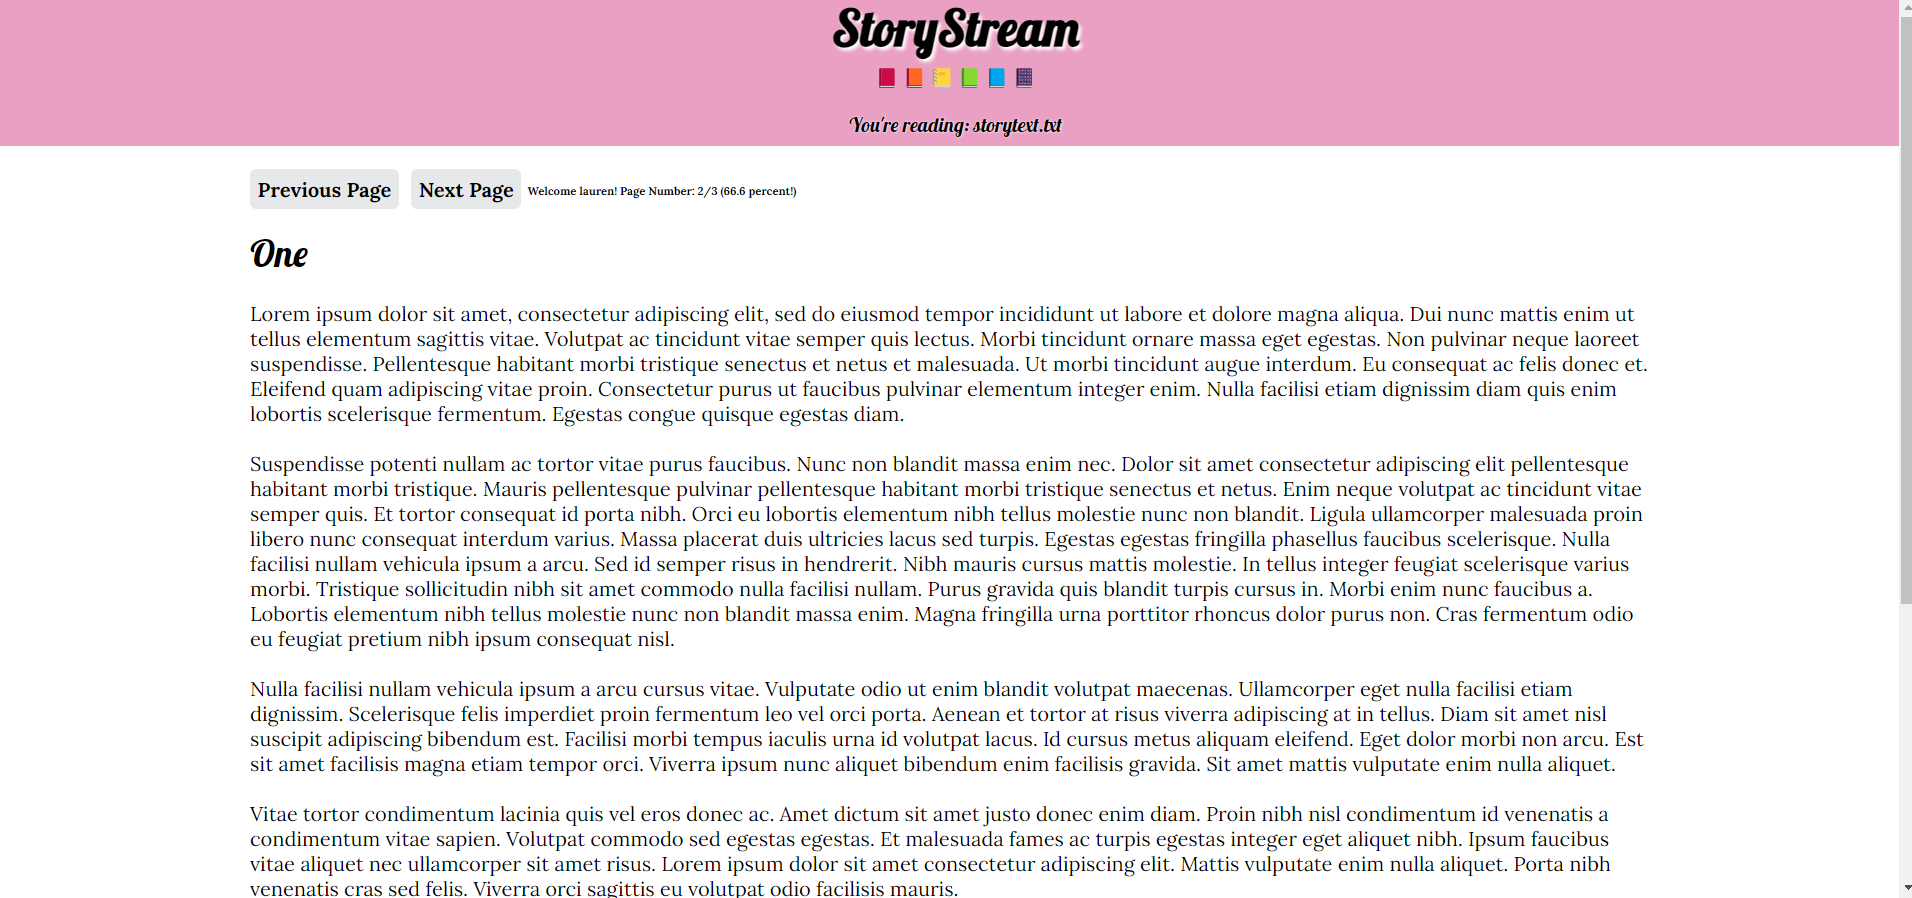 StoryStream
You're reading: storytext.txt
Previous Page Next Page Welcome lauren! Page Number: 2/3 (66.6 percent!)
One
Lorem ipsum dolor sit amet, consectetur adipiscing elit, sed do eiusmod tempor incididunt ut labore et dolore magna aliqua. Dui nunc mattis enim ut
tellus elementum sagittis vitae. Volutpat ac tincidunt vitae semper quis lectus. Morbi tincidunt ornare massa eget egestas. Non pulvinar neque laoreet
suspendisse. Pellentesque habitant morbi tristique senectus et netus et malesuada. Ut morbi tincidunt augue interdum. Eu consequat ac felis donec et.
Eleifend quam adipiscing vitae proin. Consectetur purus ut faucibus pulvinar elementum integer enim. Nulla facilisi etiam dignissim diam quis enim
lobortis scelerisque fermentum. Egestas congue quisque egestas diam.
Suspendisse potenti nullam ac tortor vitae purus faucibus. Nunc non blandit massa enim nec. Dolor sit amet consectetur adipiscing elit pellentesque
habitant morbi tristique. Mauris pellentesque pulvinar pellentesque habitant morbi tristique senectus et netus. Enim neque volutpat ac tincidunt vitae
semper quis. Et tortor consequat id porta nibh. Orci eu lobortis elementum nibh tellus molestie nunc non blandit. Ligula ullamcorper malesuada proin
libero nunc consequat interdum varius. Massa placerat duis ultricies lacus sed turpis. Egestas egestas fringilla phasellus faucibus scelerisque. Nulla
facilisi nullam vehicula ipsum a arcu. Sed id semper risus in hendrerit. Nibh mauris cursus mattis molestie. In tellus integer feugiat scelerisque varius
morbi. Tristique sollicitudin nibh sit amet commodo nulla facilisi nullam. Purus gravida quis blandit turpis cursus in. Morbi enim nunc faucibus a.
Lobortis elementum nibh tellus molestie nunc non blandit massa enim. Magna fringilla urna porttitor rhoncus dolor purus non. Cras fermentum odio
eu feugiat pretium nibh ipsum consequat nisl.
Nulla facilisi nullam vehicula ipsum a arcu cursus vitae. Vulputate odio ut enim blandit volutpat maecenas. Ullamcorper eget nulla facilisi etiam
dignissim. Scelerisque felis imperdiet proin fermentum leo vel orci porta. Aenean et tortor at risus viverra adipiscing at in tellus. Diam sit amet nisl
suscipit adipiscing bibendum est. Facilisi morbi tempus iaculis urna id volutpat lacus. Id cursus metus aliquam eleifend. Eget dolor morbi non arcu. Est
sit amet facilisis magna etiam tempor orci. Viverra ipsum nunc aliquet bibendum enim facilisis gravida. Sit amet mattis vulputate enim nulla aliquet.
Vitae tortor condimentum lacinia quis vel eros donec ac. Amet dictum sit amet justo donec enim diam. Proin nibh nisl condimentum id venenatis a
condimentum vitae sapien. Volutpat commodo sed egestas egestas. Et malesuada fames ac turpis egestas integer eget aliquet nibh. Ipsum faucibus
vitae aliquet nec ullamcorper sit amet risus. Lorem ipsum dolor sit amet consectetur adipiscing elit. Mattis vulputate enim nulla aliquet. Porta nibh
venenatis cras sed felis. Viverra orci sagittis eu volutpat odio facilisis mauris.